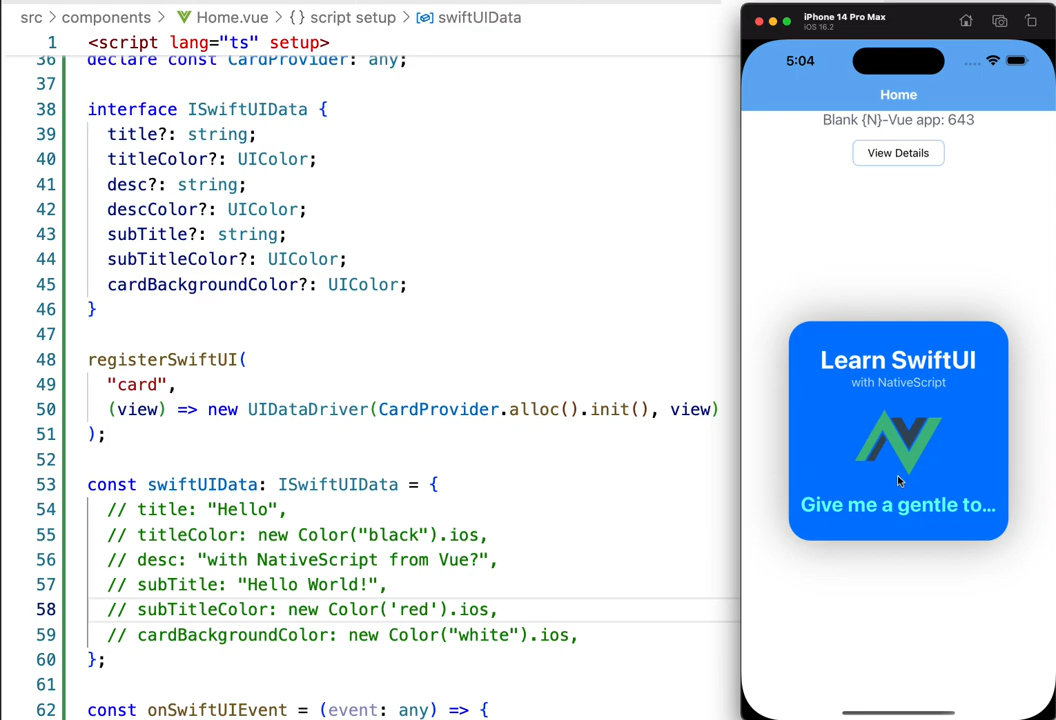 src > components > Home.vue > {} script setup > swiftUIData
1 <script lang="ts" setup>
36 declare const CardProvider: any;
37
38 interface ISwiftUIData {
39 title?: string;
40 titleColor?: UIColor;
41 desc?: string;
42 descColor?: UIColor;
43 subTitle?: string;
44 subTitleColor?: UIColor;
45 cardBackgroundColor?: UIColor;
46 }
47
48 registerSwiftUI(
49 "card",
50 (view) => new UIDataDriver(CardProvider.alloc().init(), view)
51 );
52
53 const swiftUIData: ISwiftUIData = {
54 // title: "Hello",
55 // titleColor: new Color("black").ios,
56 // desc: "with NativeScript from Vue?",
57 // subTitle: "Hello World!",
58 // subTitleColor: new Color('red').ios,
59 // cardBackgroundColor: new Color("white").ios,
60 };
61
62 const onSwiftUIEvent = (event: any) => {
iPhone 14 Pro Max
iOS 16.2
5:04
Home
Blank {N}-Vue app: 643
View Details
Learn SwiftUI
with NativeScript
Give me a gentle to...